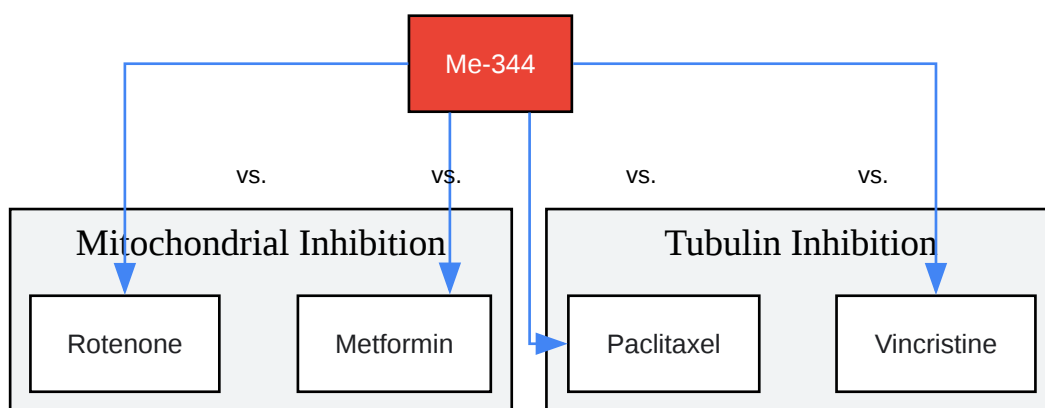 Me-344
vs.
vs.
vs.
vs.
Mitochondrial Inhibition
Tubulin Inhibition
Rotenone
Metformin
Paclitaxel
Vincristine